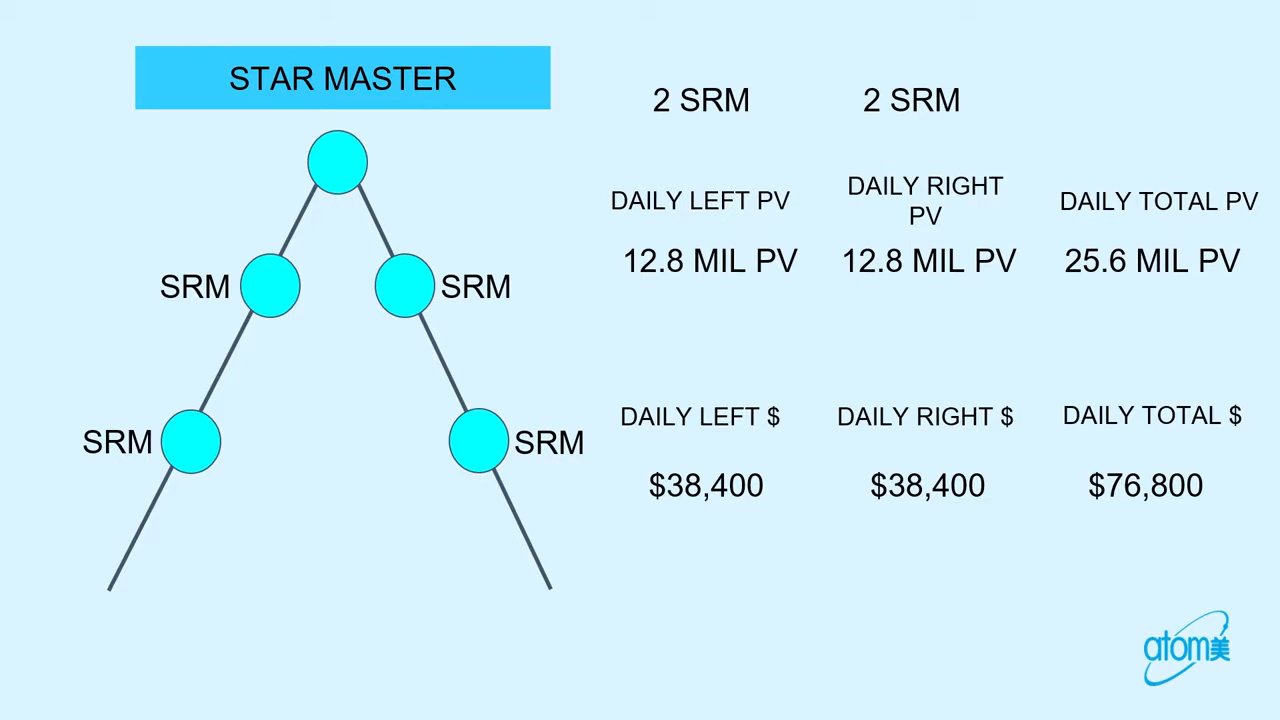 STAR MASTER
2 SRM
2 SRM
DAILY LEFT PV
DAILY RIGHT
PV
DAILY TOTAL PV
12.8 MIL PV
12.8 MIL PV
25.6 MIL PV
SRM
SRM
SRM
SRM
DAILY LEFT $
DAILY RIGHT $
DAILY TOTAL $
$38,400
$38,400
$76,800
atom美